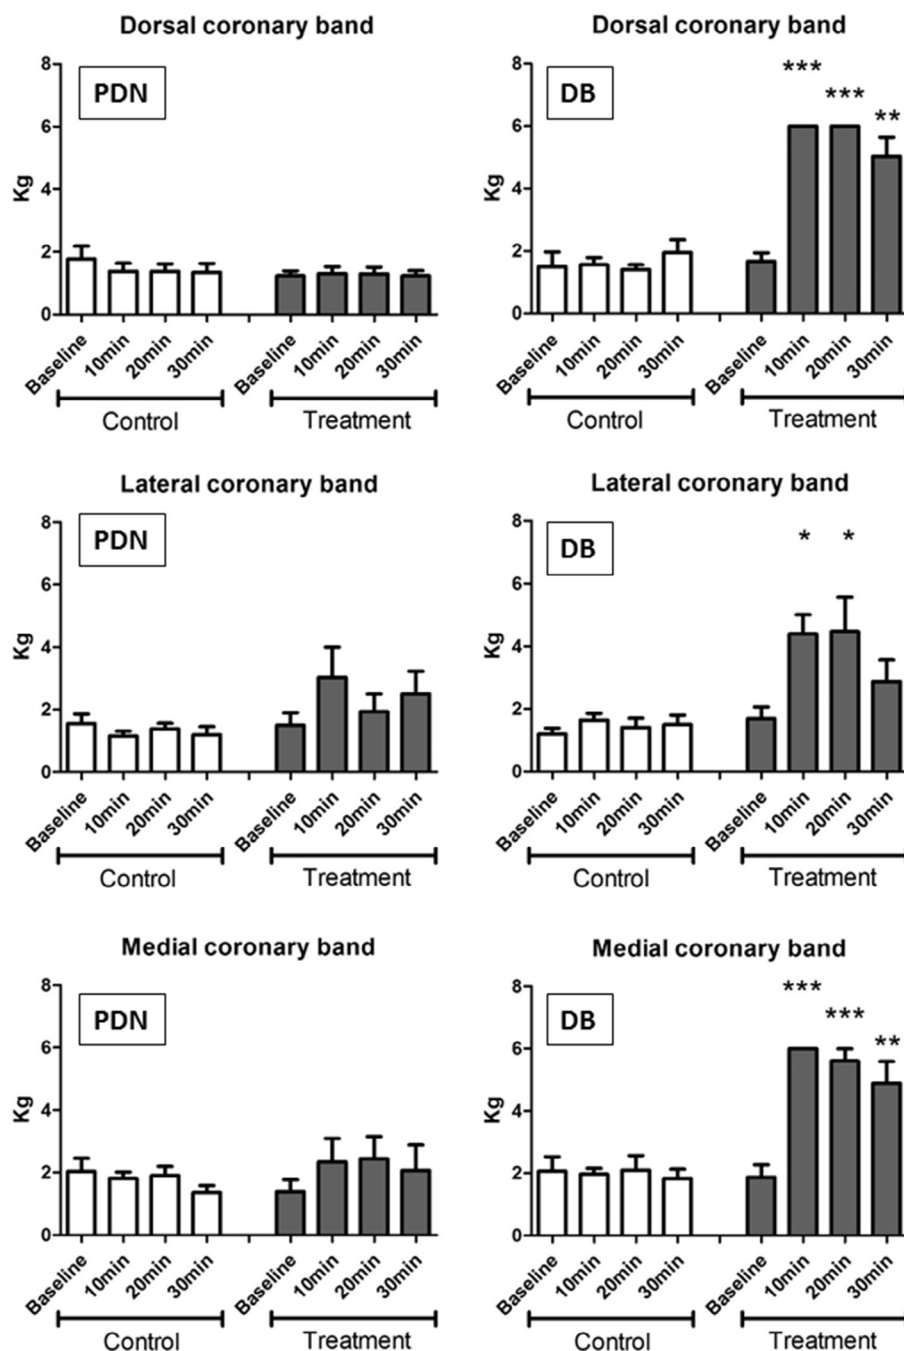 Dorsal coronary band
PDN
Kg
8
6
4
2
0
Baseline 10min 20min 30min Baseline 10min 20min 30min
Control Treatment
Dorsal coronary band
DB
Kg
8
6
4
2
0
*** *** **
Baseline 10min 20min 30min Baseline 10min 20min 30min
Control Treatment
Lateral coronary band
PDN
Kg
8
6
4
2
0
Baseline 10min 20min 30min Baseline 10min 20min 30min
Control Treatment
Lateral coronary band
DB
Kg
8
6
4
2
0
* *
Baseline 10min 20min 30min Baseline 10min 20min 30min
Control Treatment
Medial coronary band
PDN
Kg
8
6
4
2
0
Baseline 10min 20min 30min Baseline 10min 20min 30min
Control Treatment
Medial coronary band
DB
Kg
8
6
4
2
0
*** *** **
Baseline 10min 20min 30min Baseline 10min 20min 30min
Control Treatment